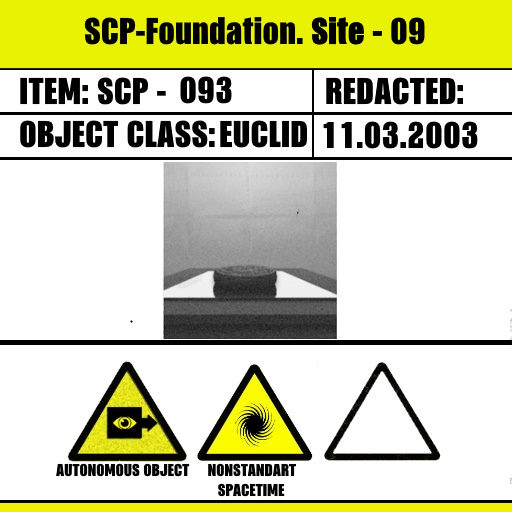 SCP-Foundation. Site - 09
ITEM: SCP - 093
REDACTED:
OBJECT CLASS: EUCLID
11.03.2003
AUTONOMOUS OBJECT
NONSTANDART
SPACETIME